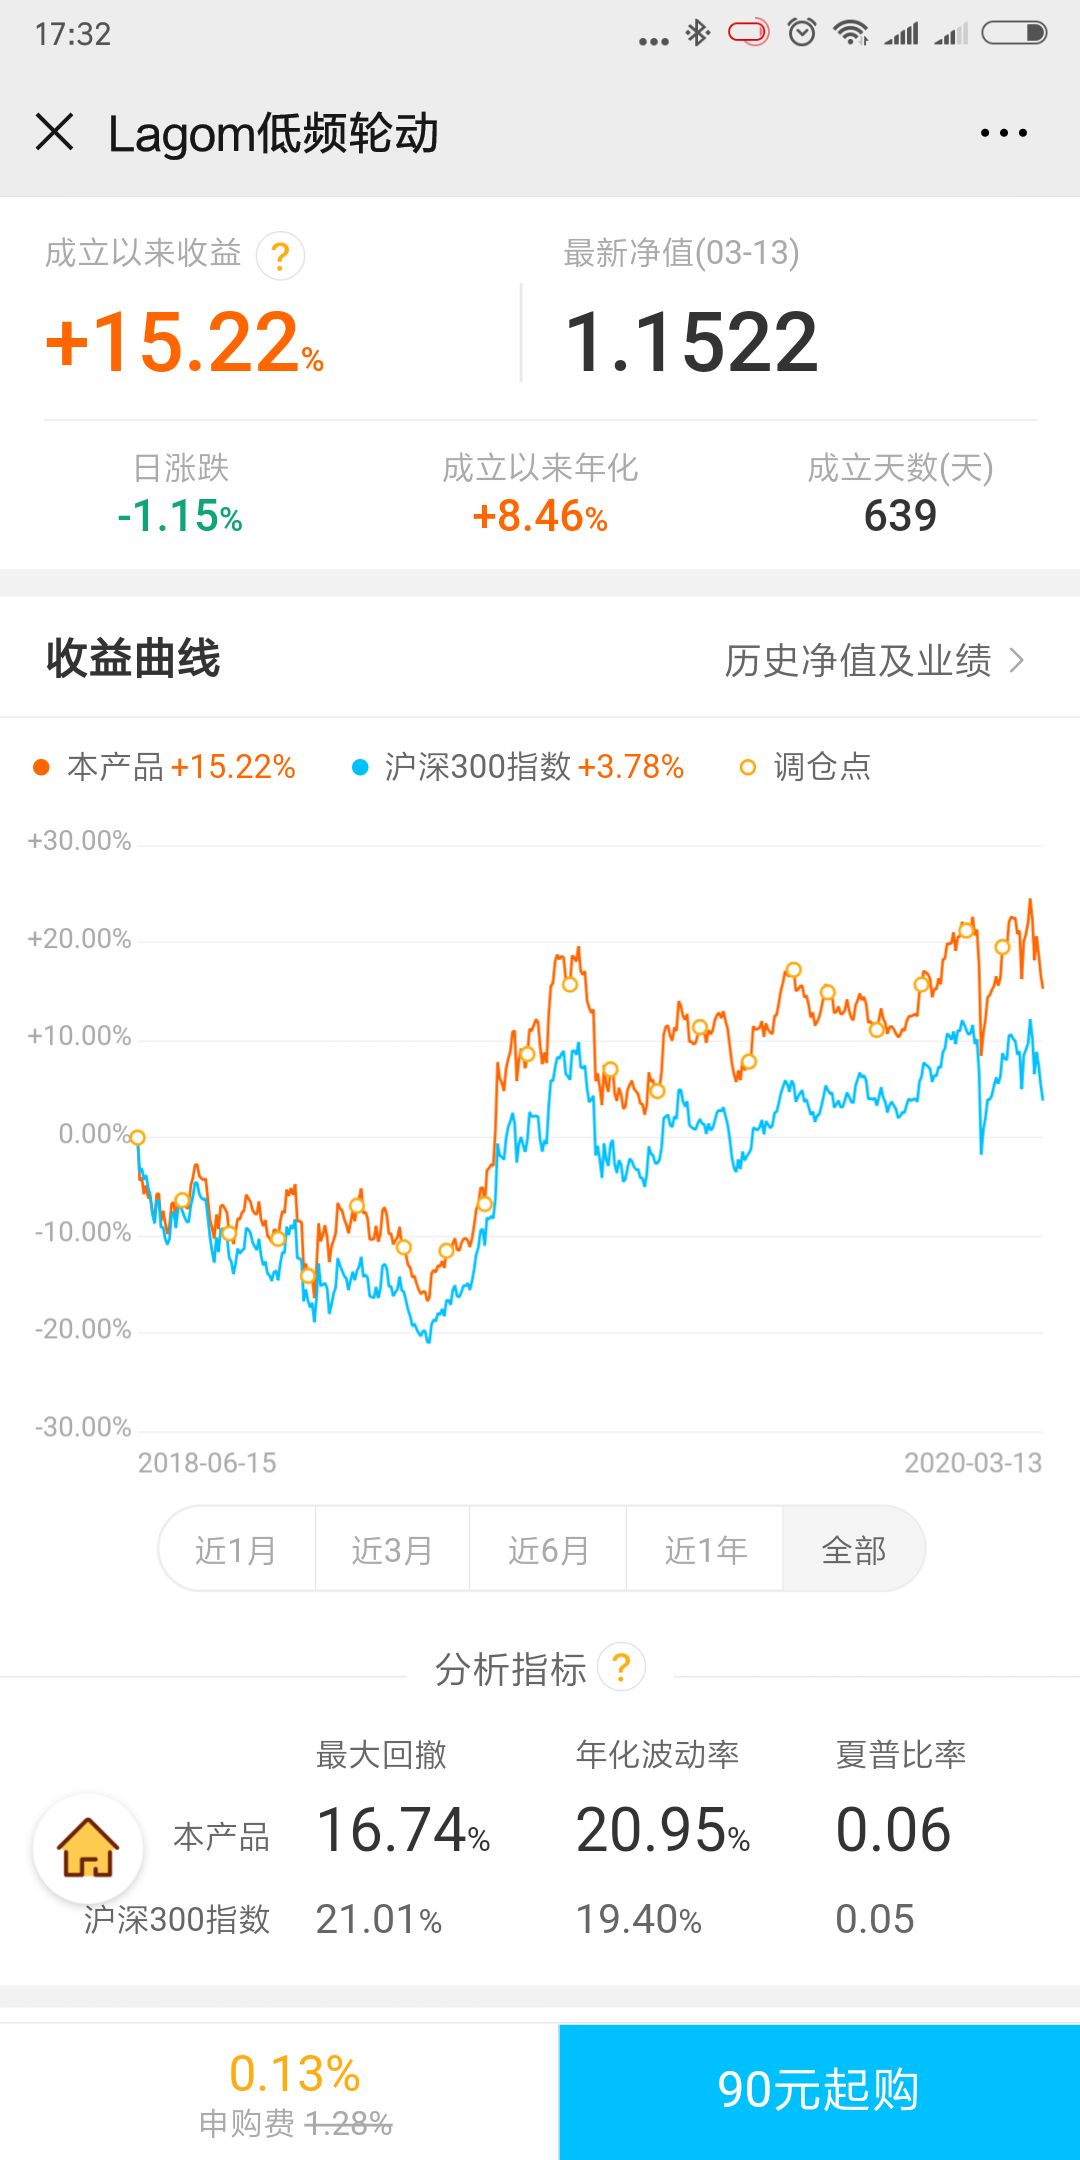 17:32
Lagom低频轮动
成立以来收益 ?
最新净值(03-13)
+15.22%
1.1522
日涨跌
成立以来年化
成立天数(天)
-1.15%
+8.46%
639
收益曲线
历史净值及业绩
本产品 +15.22%
沪深300指数 +3.78%
调仓点
+30.00%
+20.00%
+10.00%
0.00%
-10.00%
-20.00%
-30.00%
2018-06-15
2020-03-13
近1月
近3月
近6月
近1年
全部
分析指标 ?
最大回撤
年化波动率
夏普比率
本产品
16.74%
20.95%
0.06
沪深300指数
21.01%
19.40%
0.05
0.13%
申购费 1.28%
90元起购